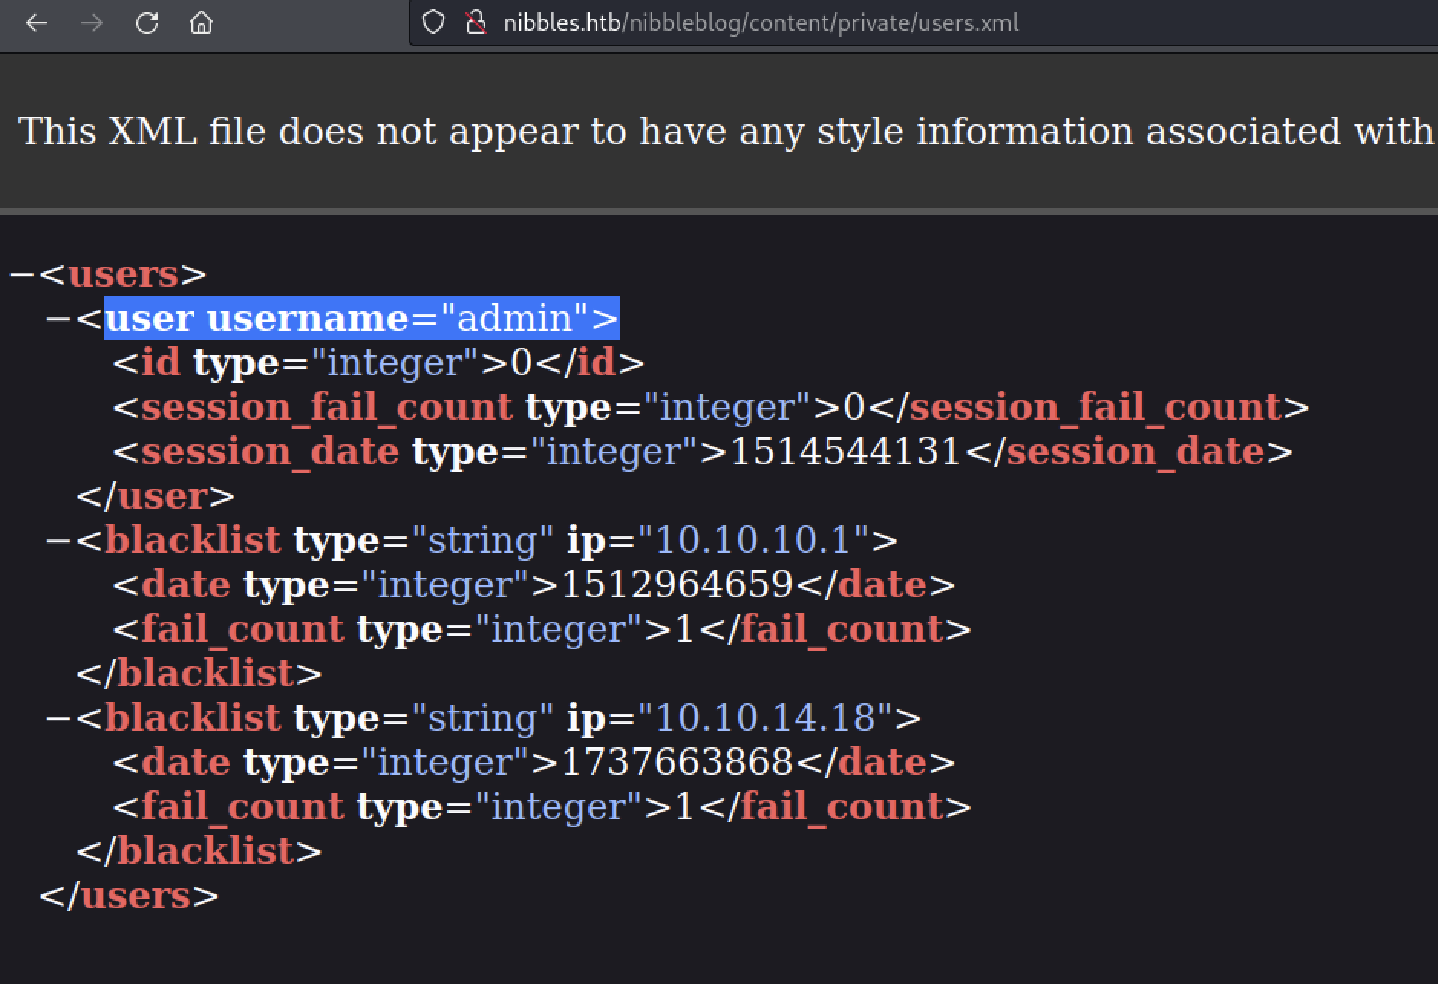 nibbles.htb/nibbleblog/content/private/users.xml
This XML file does not appear to have any style information associated with
−<users>
−<user username="admin">
<id type="integer">0</id>
<session_fail_count type="integer">0</session_fail_count>
<session_date type="integer">1514544131</session_date>
</user>
−<blacklist type="string" ip="10.10.10.1">
<date type="integer">1512964659</date>
<fail_count type="integer">1</fail_count>
</blacklist>
−<blacklist type="string" ip="10.10.14.18">
<date type="integer">1737663868</date>
<fail_count type="integer">1</fail_count>
</blacklist>
</users>